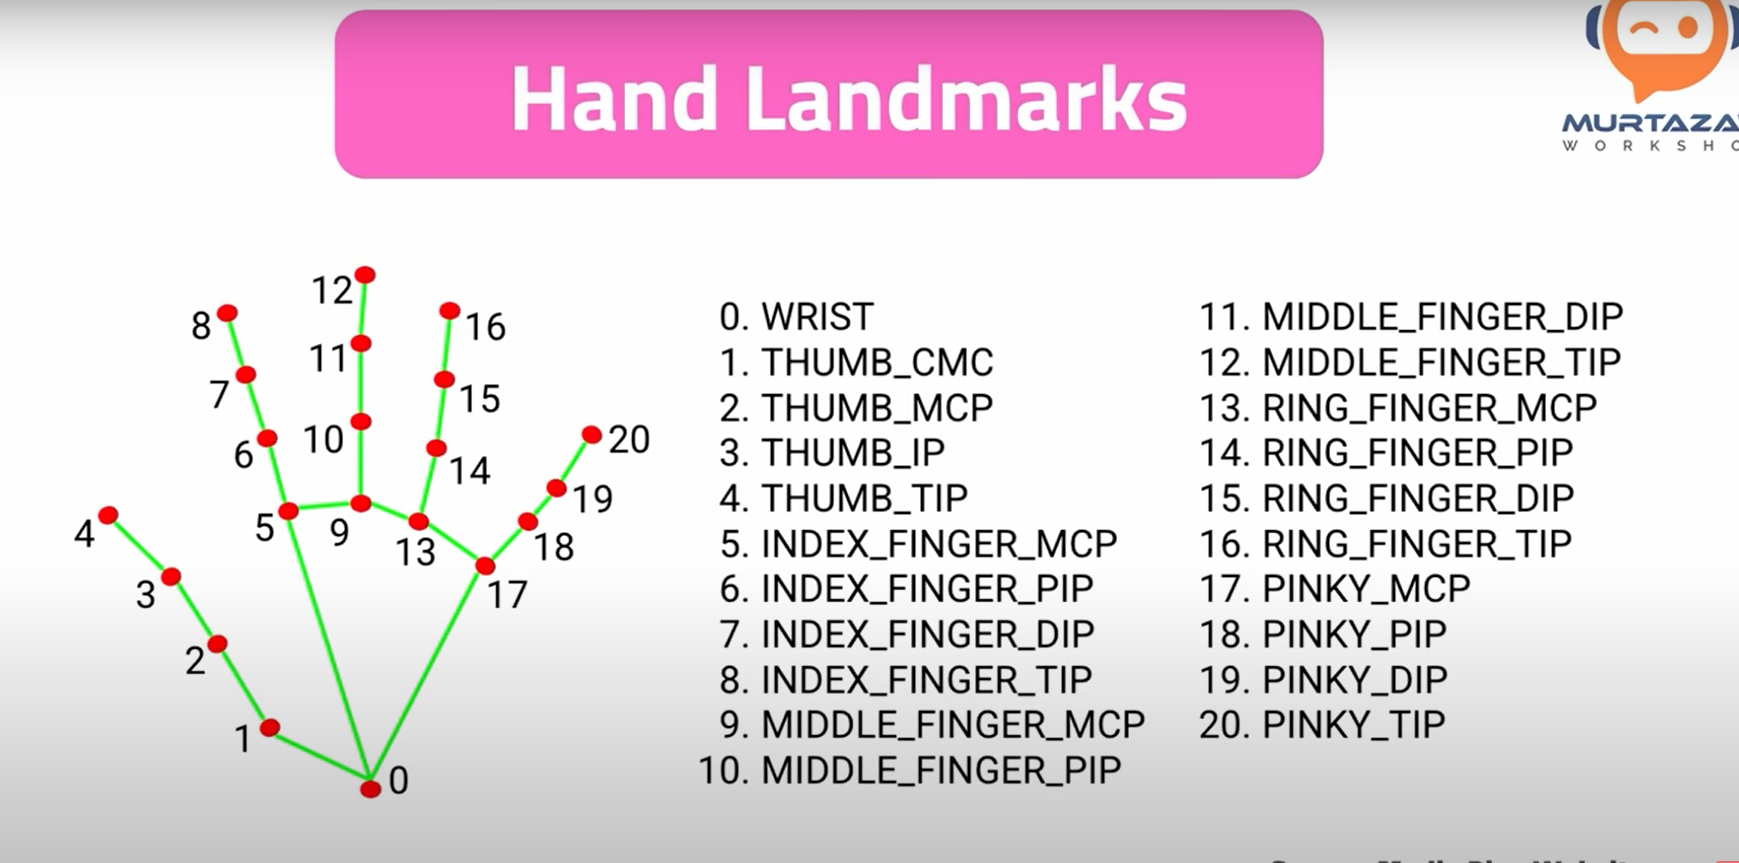 Hand Landmarks
MURTAZA
WORKSHO
12
8
16
11
7
15
10
20
6
14
19
4
5
9
13
18
3
17
2
1
0
0. WRIST
1. THUMB_CMC
2. THUMB_MCP
3. THUMB_IP
4. THUMB_TIP
5. INDEX_FINGER_MCP
6. INDEX_FINGER_PIP
7. INDEX_FINGER_DIP
8. INDEX_FINGER_TIP
9. MIDDLE_FINGER_MCP
10. MIDDLE_FINGER_PIP
11. MIDDLE_FINGER_DIP
12. MIDDLE_FINGER_TIP
13. RING_FINGER_MCP
14. RING_FINGER_PIP
15. RING_FINGER_DIP
16. RING_FINGER_TIP
17. PINKY_MCP
18. PINKY_PIP
19. PINKY_DIP
20. PINKY_TIP